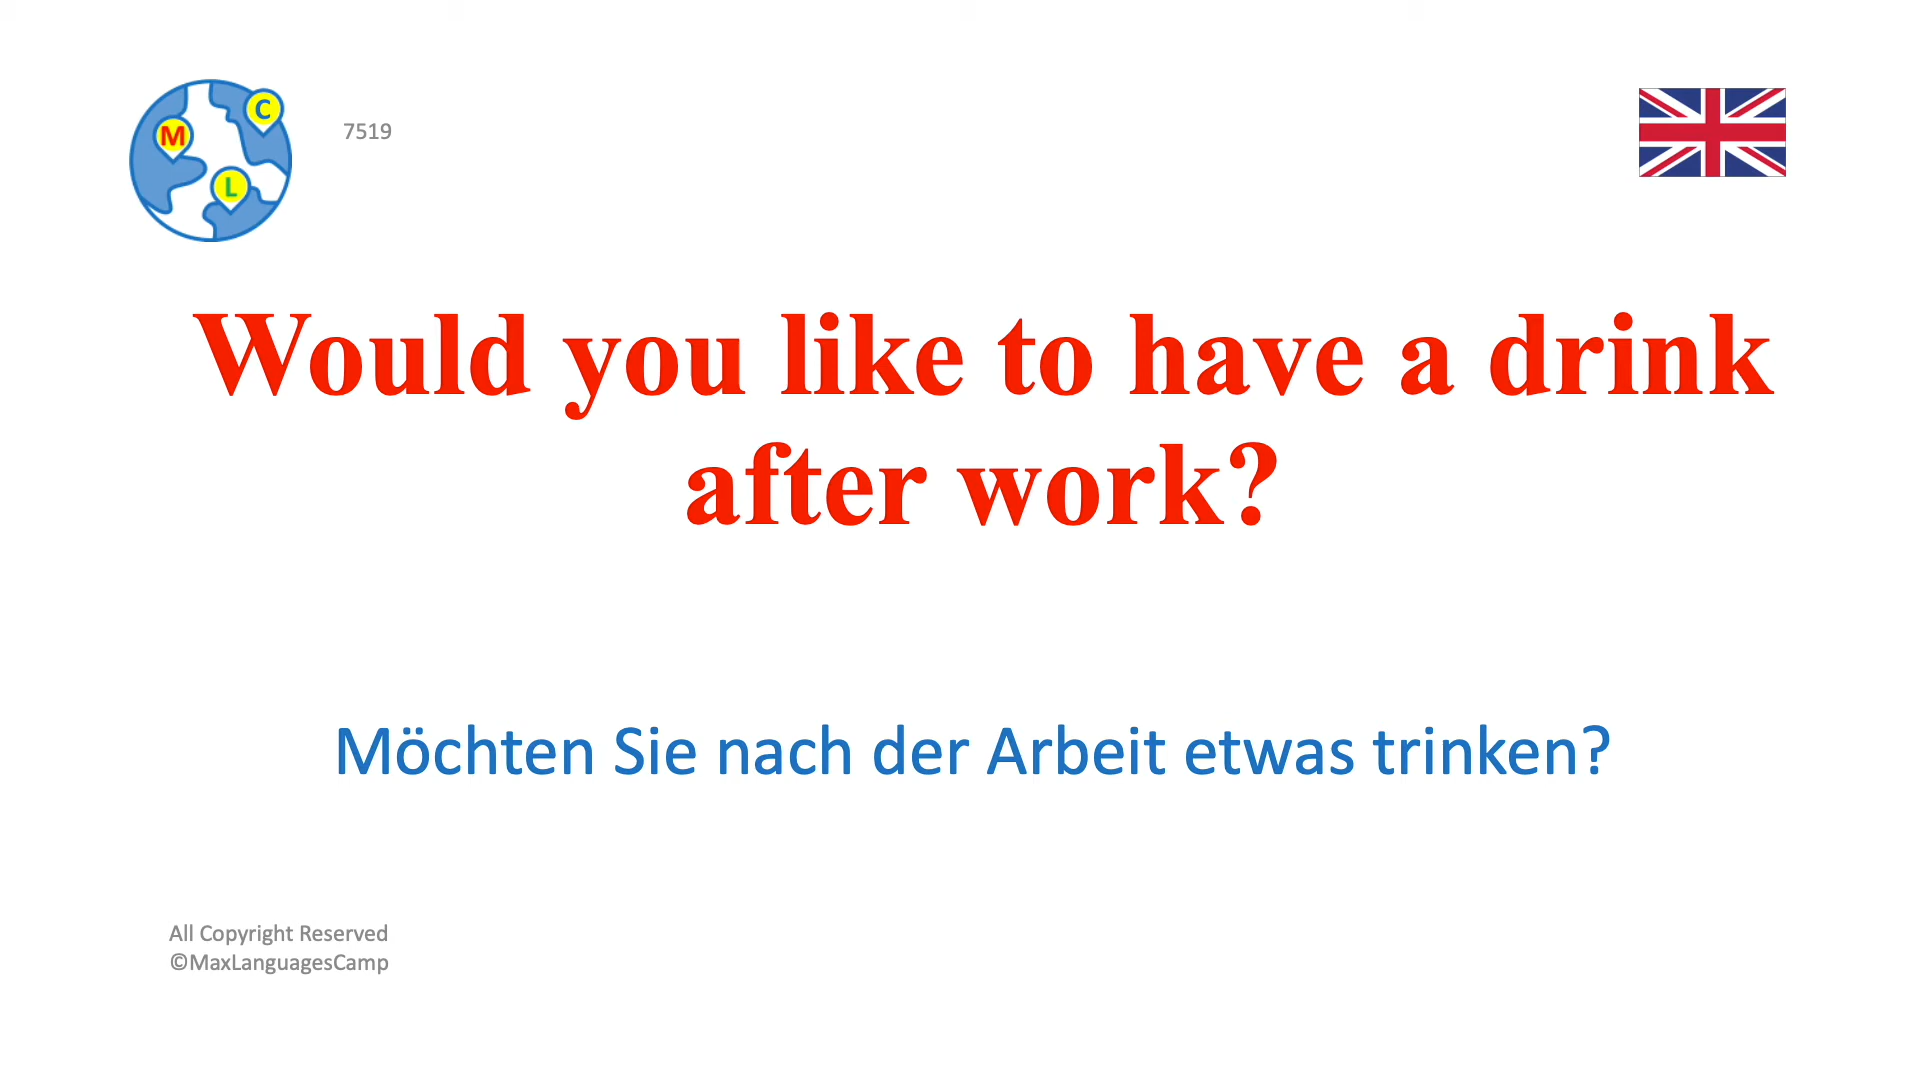 C
M
L
7519
Would you like to have a drink
after work?
Möchten Sie nach der Arbeit etwas trinken?
All Copyright Reserved
©MaxLanguagesCamp